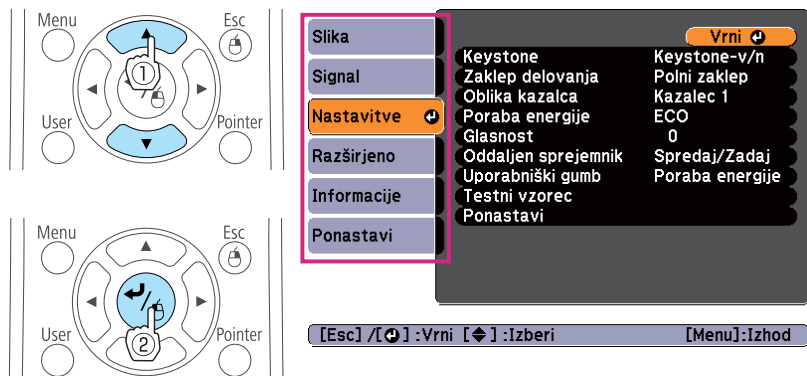 Menu
Esc
①
User
Pointer
Menu
Esc
User
Pointer
②
Slika
Signal
Nastavitve
Razširjeno
Informacije
Ponastavi
Vrni
Keystone Keystone-v/n
Zaklep delovanja Polni zaklep
Oblika kazalca Kazalec 1
Poraba energije ECO
Glasnost 0
Oddaljen sprejemnik Spredaj/Zadaj
Uporabniški gumb Poraba energije
Testni vzorec
Ponastavi
[Esc] /[ ] :Vrni [ ] :Izberi [Menu]:Izhod